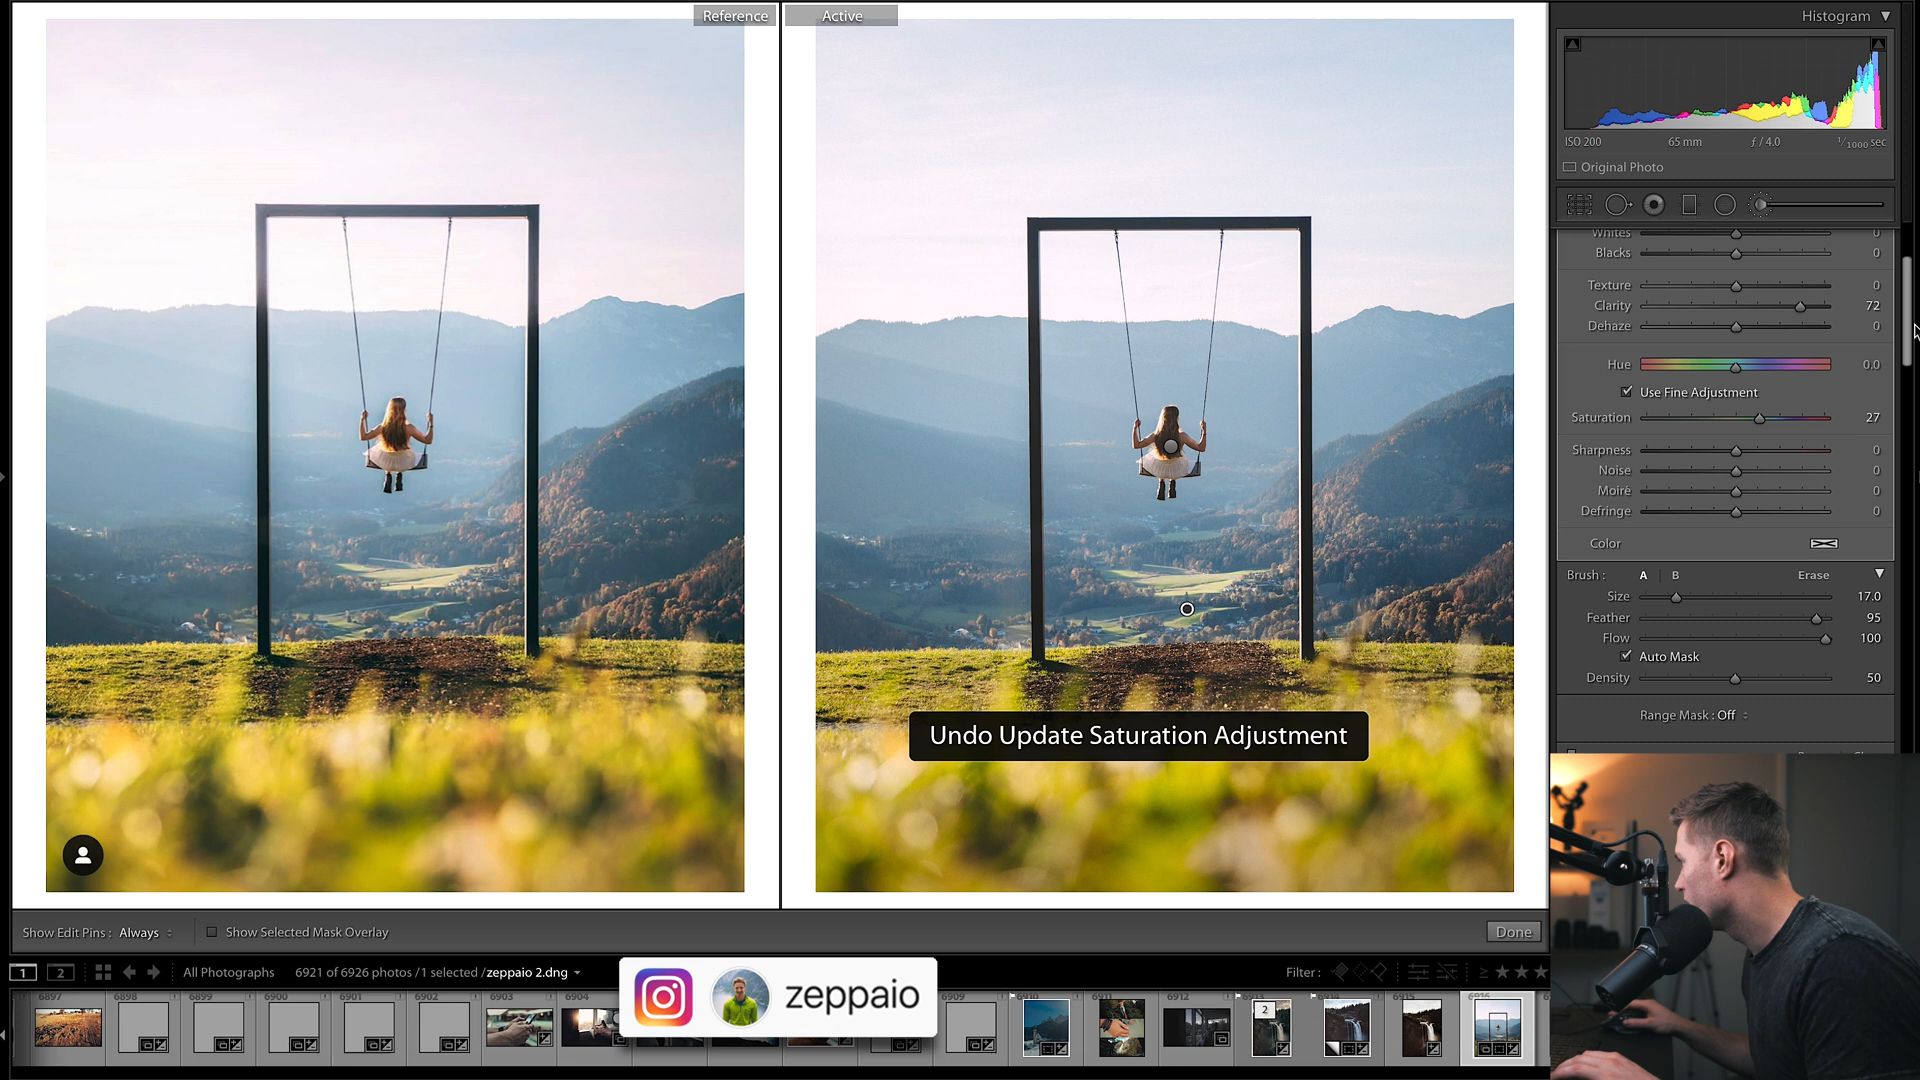 Reference
Active
Histogram
ISO 200 65 mm ƒ / 4.0 1/1000 sec
Original Photo
Whites 0
Blacks 0
Texture 0
Clarity 72
Dehaze 0
Hue 0.0
Use Fine Adjustment
Saturation 27
Sharpness 0
Noise 0
Moiré 0
Defringe 0
Color
Brush : A B Erase
Size 17.0
Feather 95
Flow 100
Auto Mask
Density 50
Range Mask : Off
Undo Update Saturation Adjustment
Show Edit Pins : Always
Show Selected Mask Overlay
Done
1 2 All Photographs 6921 of 6926 photos / 1 selected / zeppaio 2.dng
Filter :
6897 6898 6899 6900 6901 6902 6903 6904 6909 6910 6911 6912 6915 6916
2
zeppaio